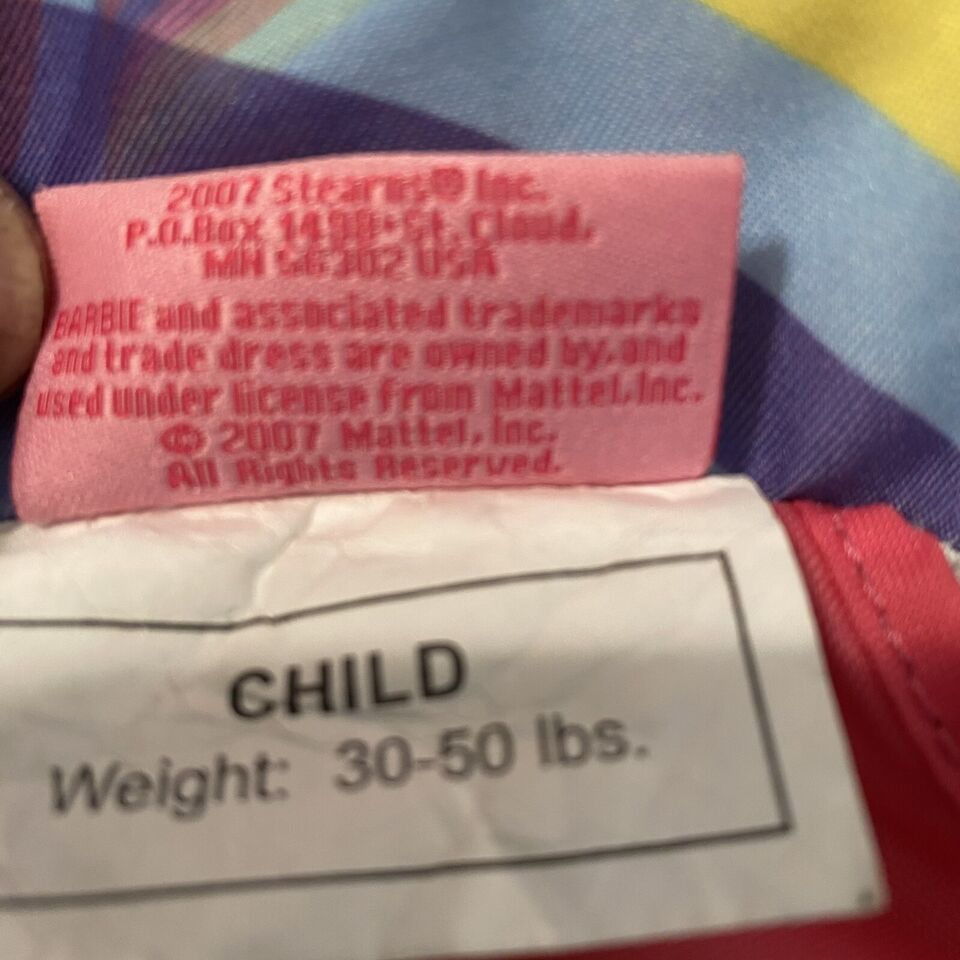 2007 Stearns® Inc.
P.O.Box 1498•St. Cloud,
MN 56302 USA
BARBIE and associated trademarks
and trade dress are owned by, and
used under license from Mattel, Inc.
© 2007 Mattel, Inc.
All Rights Reserved.
CHILD
Weight: 30-50 lbs.